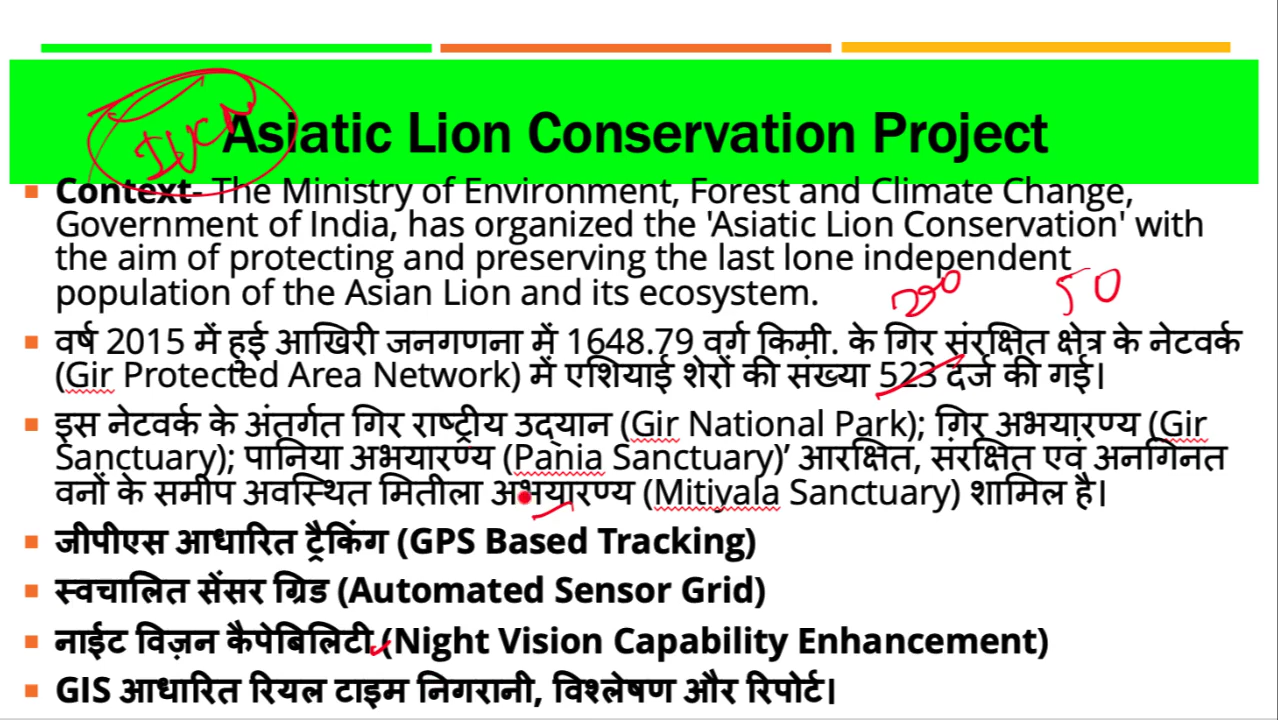 IUCN
Asiatic Lion Conservation Project
Context- The Ministry of Environment, Forest and Climate Change,
Government of India, has organized the 'Asiatic Lion Conservation' with
the aim of protecting and preserving the last lone independent
population of the Asian Lion and its ecosystem.
50
वर्ष 2015 में हुई आखिरी जनगणना में 1648.79 वर्ग किमी. के गिर संरक्षित क्षेत्र के नेटवर्क
(Gir Protected Area Network) में एशियाई शेरों की संख्या 523 दर्ज की गई।
इस नेटवर्क के अंतर्गत गिर राष्ट्रीय उद्यान (Gir National Park); गिर अभयारण्य (Gir
Sanctuary); पानिया अभयारण्य (Pania Sanctuary)’ आरक्षित, संरक्षित एवं अनगिनत
वनों के समीप अवस्थित मितीला अभयारण्य (Mitiyala Sanctuary) शामिल है।
जीपीएस आधारित ट्रैकिंग (GPS Based Tracking)
स्वचालित सेंसर ग्रिड (Automated Sensor Grid)
नाईट विज़न कैपेबिलिटी (Night Vision Capability Enhancement)
GIS आधारित रियल टाइम निगरानी, विश्लेषण और रिपोर्ट।